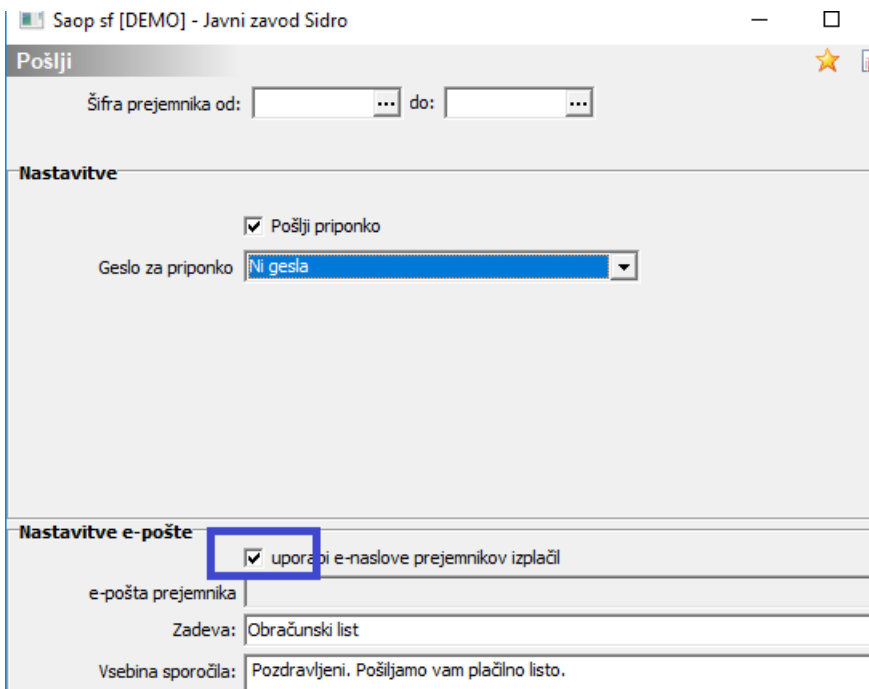 Saop sf [DEMO] - Javni zavod Sidro
Pošlji
Šifra prejemnika od: ... do: ...
Nastavitve
Pošlji priponko
Geslo za priponko Ni gesla
Nastavitve e-pošte
uporabi e-naslove prejemnikov izplačil
e-pošta prejemnika
Zadeva: Obračunski list
Vsebina sporočila: Pozdravljeni. Pošiljamo vam plačilno listo.